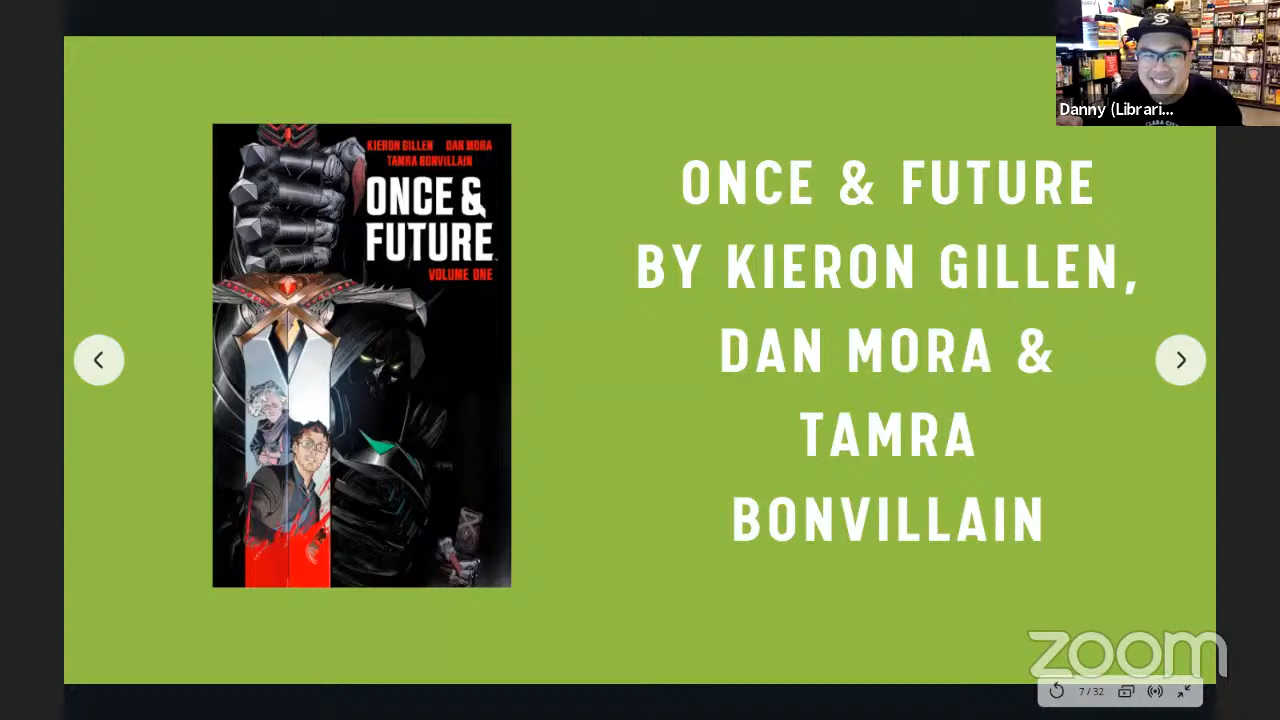 Danny (Librari...
KIERON GILLEN DAN MORA
TAMRA BONVILLAIN
ONCE &
FUTURE
VOLUME ONE
ONCE & FUTURE
BY KIERON GILLEN,
DAN MORA &
TAMRA
BONVILLAIN
zoom
7 / 32